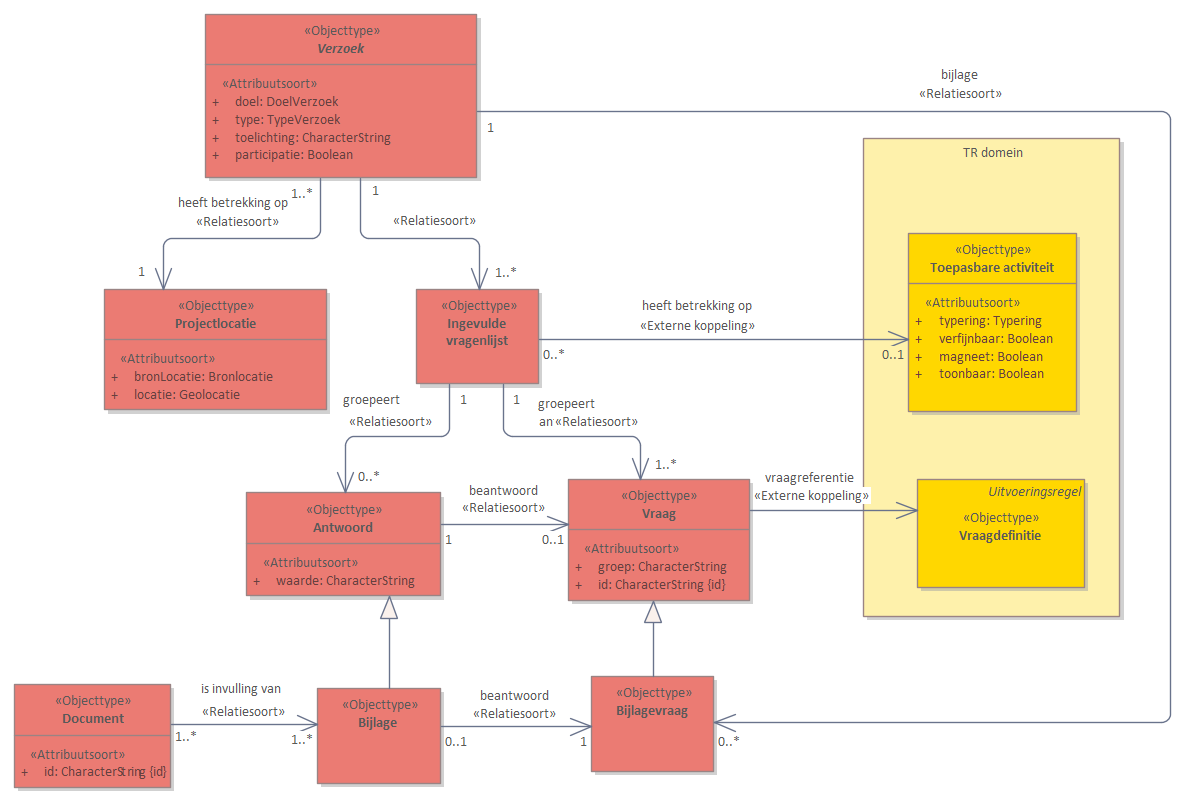 «Objecttype»
Verzoek
«Attribuutsoort»
+ doel: DoelVerzoek
+ type: TypeVerzoek
+ toelichting: CharacterString
+ participatie: Boolean
bijlage
«Relatiesoort»
1
TR domein
heeft betrekking op
«Relatiesoort»
1..*
1
1
«Relatiesoort»
1..*
«Objecttype»
Projectlocatie
«Attribuutsoort»
+ bronLocatie: Bronlocatie
+ locatie: Geolocatie
«Objecttype»
Ingevulde
vragenlijst
heeft betrekking op
«Externe koppeling»
0..*
0..1
«Objecttype»
Toepasbare activiteit
«Attribuutsoort»
+ typering: Typering
+ verfijnbaar: Boolean
+ magneet: Boolean
+ toonbaar: Boolean
groepeert
«Relatiesoort»
1
0..*
1
groepeert
an «Relatiesoort»
1..*
«Objecttype»
Antwoord
«Attribuutsoort»
+ waarde: CharacterString
beantwoord
«Relatiesoort»
1
0..1
«Objecttype»
Vraag
«Attribuutsoort»
+ groep: CharacterString
+ id: CharacterString {id}
vraagreferentie
«Externe koppeling»
Uitvoeringsregel
«Objecttype»
Vraagdefinitie
«Objecttype»
Document
«Attribuutsoort»
+ id: CharacterString {id}
is invulling van
«Relatiesoort»
1..*
1..*
«Objecttype»
Bijlage
beantwoord
«Relatiesoort»
0..1
1
«Objecttype»
Bijlagevraag
0..*